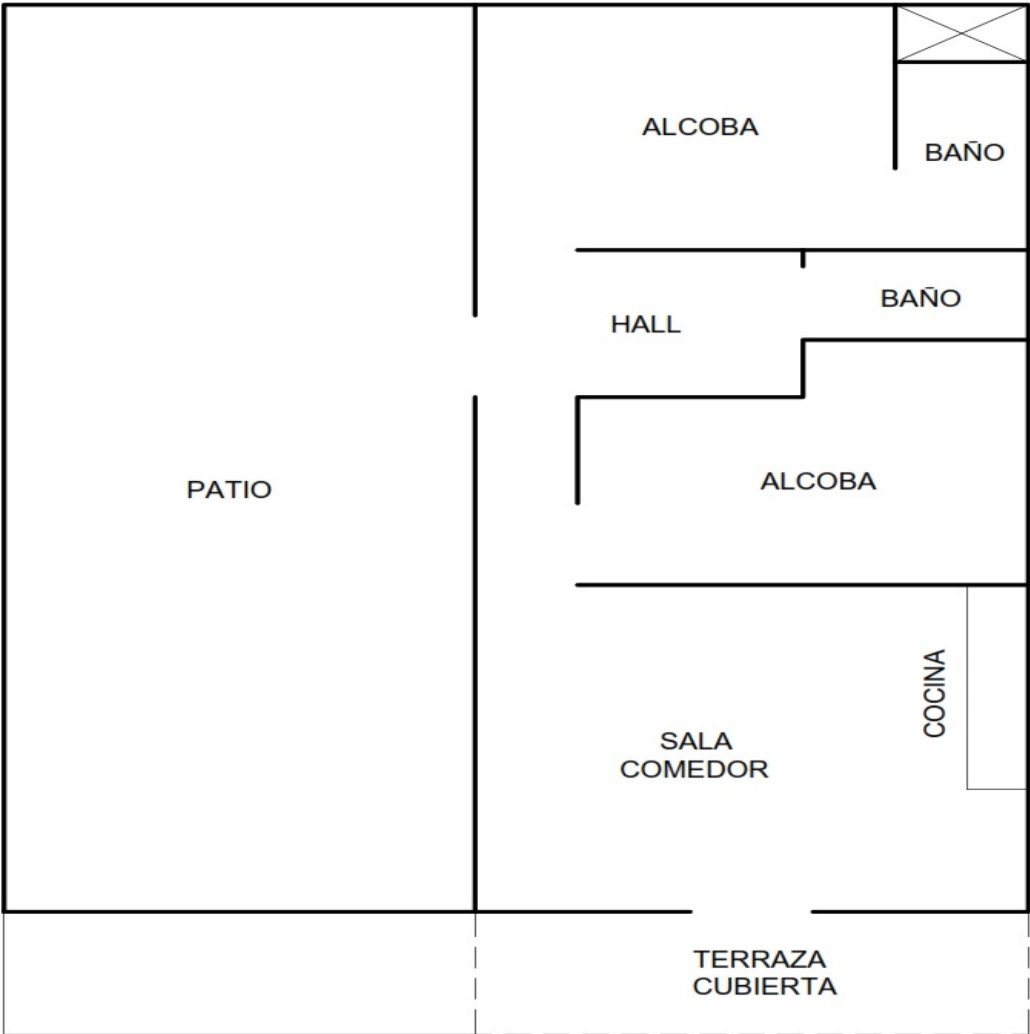 ALCOBA
BAÑO
BAÑO
HALL
PATIO
ALCOBA
COCINA
SALA
COMEDOR
TERRAZA
CUBIERTA